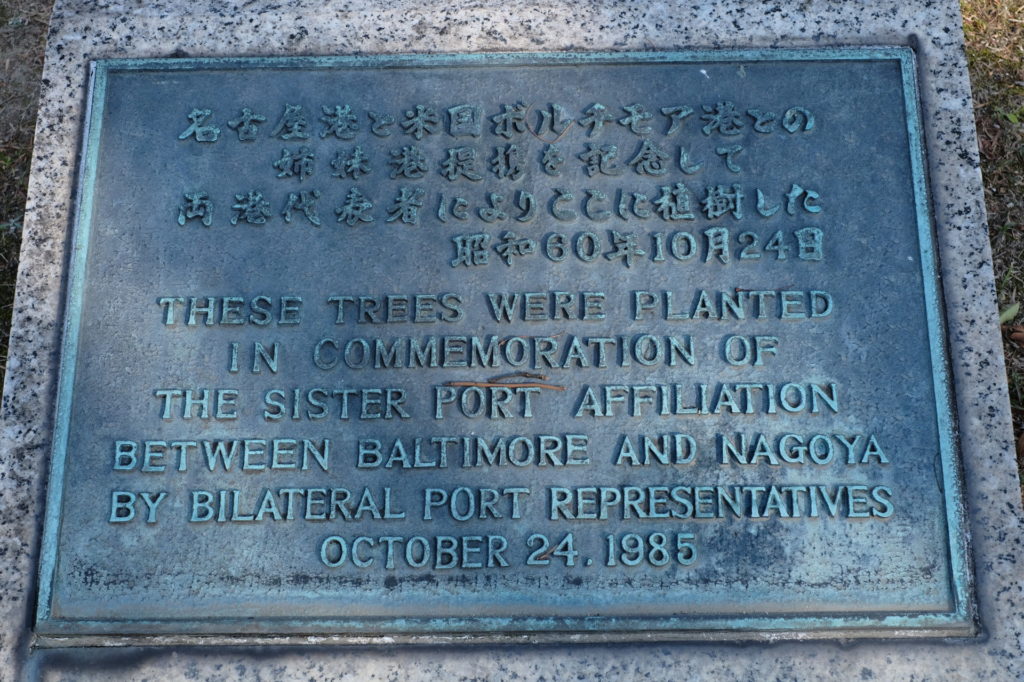 名古屋港と米国ボルチモア港との
姉妹港提携を記念して
両港代表者によりここに植樹した
昭和60年10月24日
THESE TREES WERE PLANTED
IN COMMEMORATION OF
THE SISTER PORT AFFILIATION
BETWEEN BALTIMORE AND NAGOYA
BY BILATERAL PORT REPRESENTATIVES
OCTOBER 24. 1985